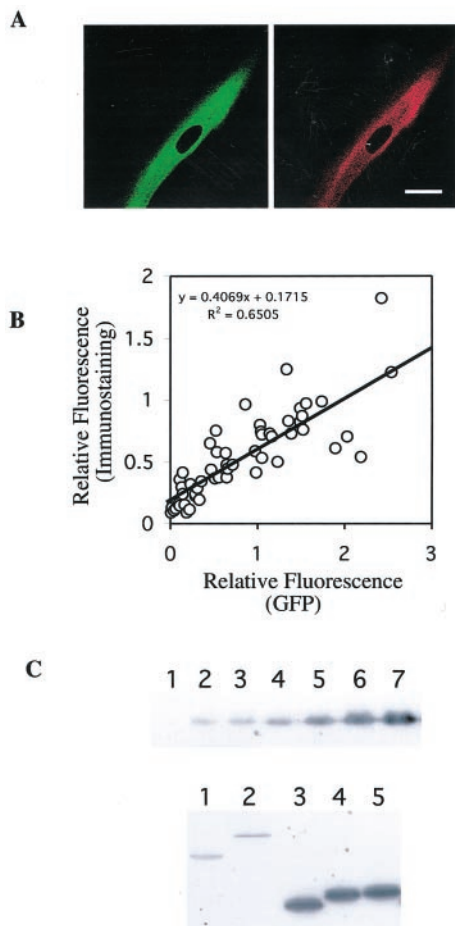 A
B
y = 0.4069x + 0.1715
R² = 0.6505
2
1.5
1
0.5
0
0 1 2 3
Relative Fluorescence
(Immunostaining)
Relative Fluorescence
(GFP)
C
1 2 3 4 5 6 7
1 2 3 4 5